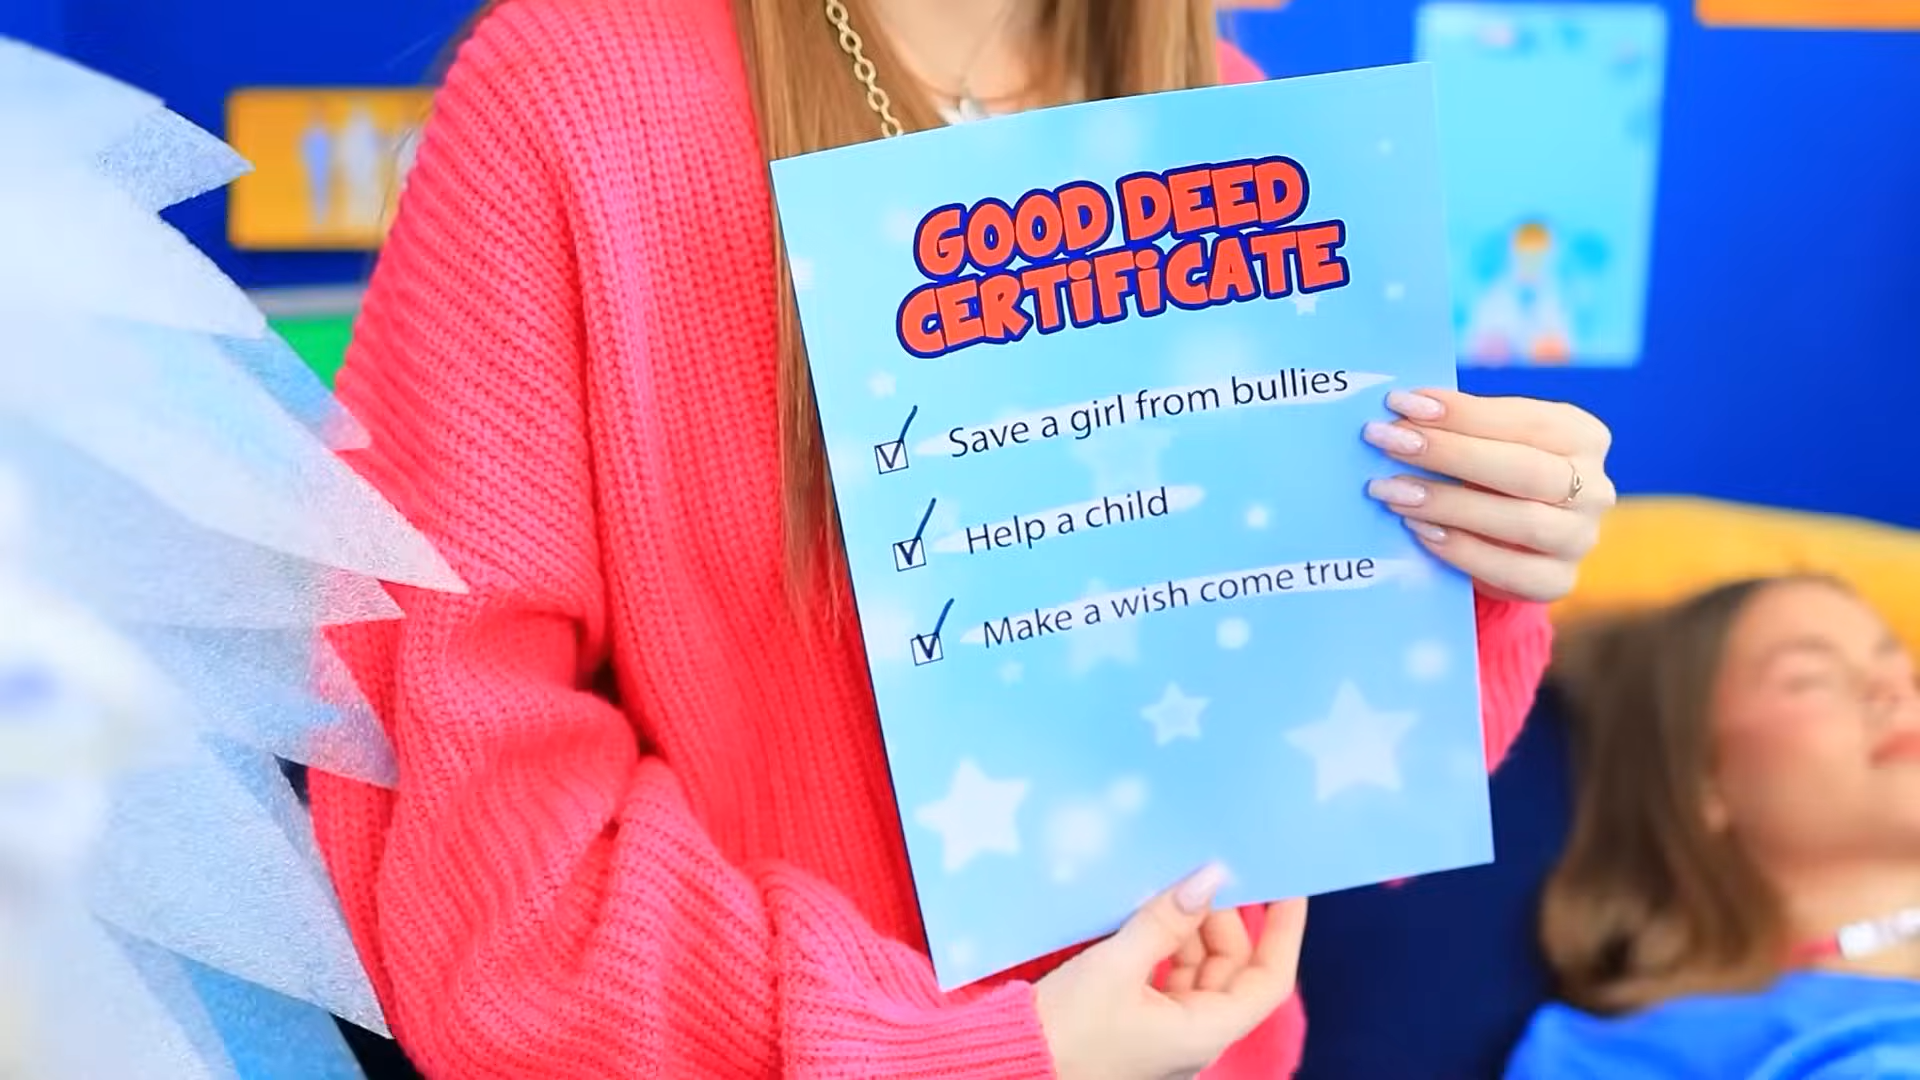 GOOD DEED
CERTiFiCATE
Save a girl from bullies
Help a child
Make a wish come true